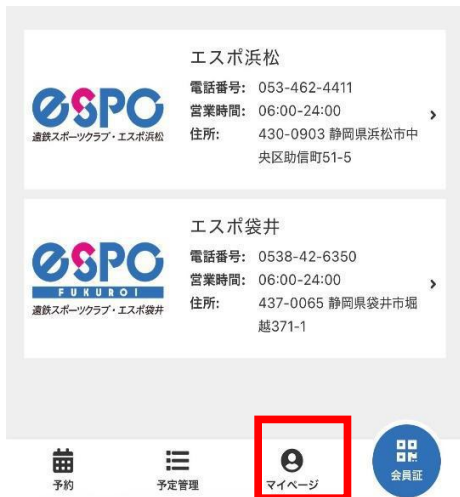 エスポ浜松
espo
遠鉄スポーツクラブ・エスポ浜松
電話番号: 053-462-4411
営業時間: 06:00-24:00
住所: 430-0903 静岡県浜松市中
央区助信町51-5
エスポ袋井
espo
FUKUROI
遠鉄スポーツクラブ・エスポ袋井
電話番号: 0538-42-6350
営業時間: 06:00-24:00
住所: 437-0065 静岡県袋井市堀
越371-1
予約
予定管理
マイページ
会員証